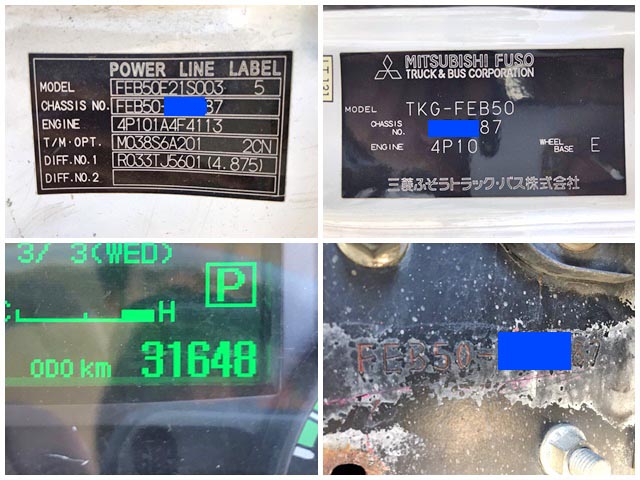 POWER LINE LABEL
MODEL FEB50E21S003 5
CHASSIS NO. FEB50- 87
ENGINE 4P101A4F4113
T/M·OPT. M038S6A201 2CN
DIFF.NO.1 R033TJ5601 (4.875)
DIFF.NO.2
MITSUBISHI FUSO
TRUCK & BUS CORPORATION
MODEL TKG-FEB50
CHASSIS NO. 87
ENGINE 4P10 WHEEL BASE E
三菱ふそうトラック・バス株式会社
3/ 3(WED)
P
C H
ODO km 31648
FEB50- 87